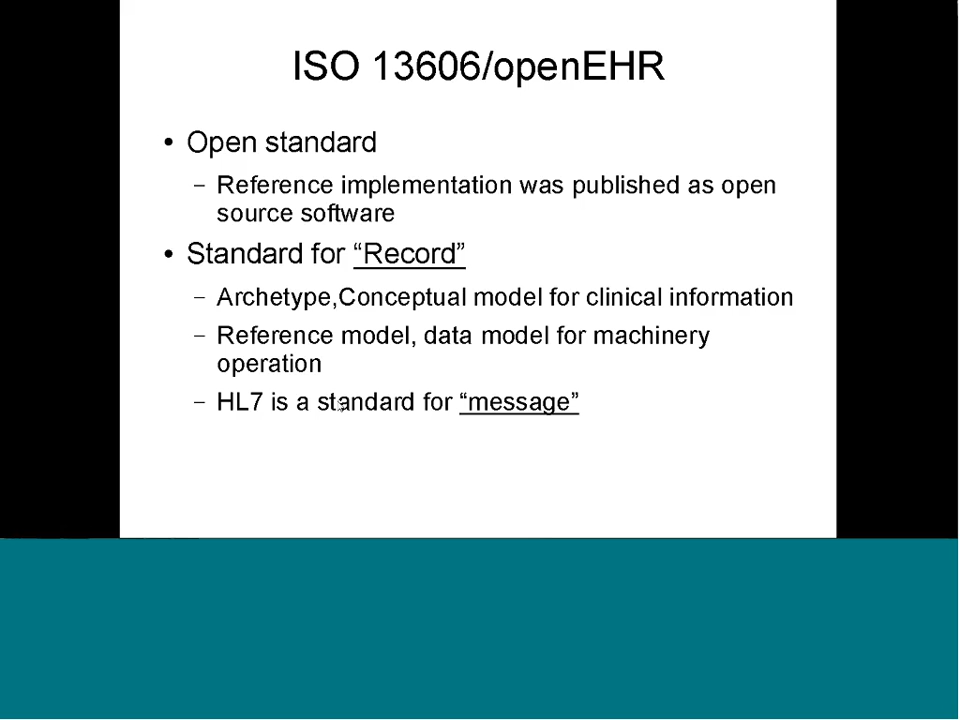 ISO 13606/openEHR
• Open standard
– Reference implementation was published as open
source software
• Standard for “Record”
– Archetype,Conceptual model for clinical information
– Reference model, data model for machinery
operation
– HL7 is a standard for “message”